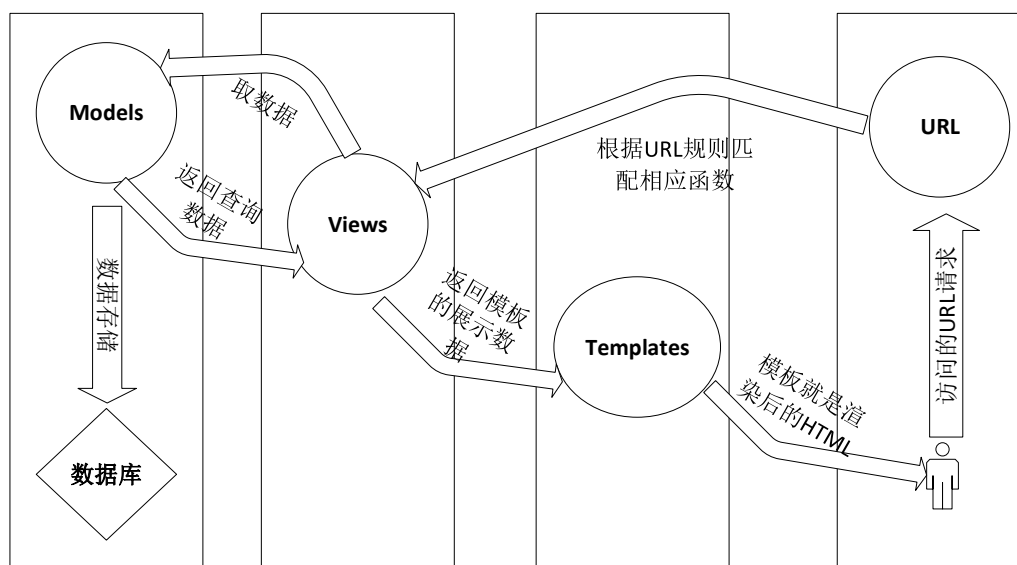 Models
取数据
返回查询
数据
数据存储
数据库
Views
返回模板
的展示数
据
根据URL规则匹
配相应函数
Templates
模板就是渲
染后的HTML
URL
访问的URL请求